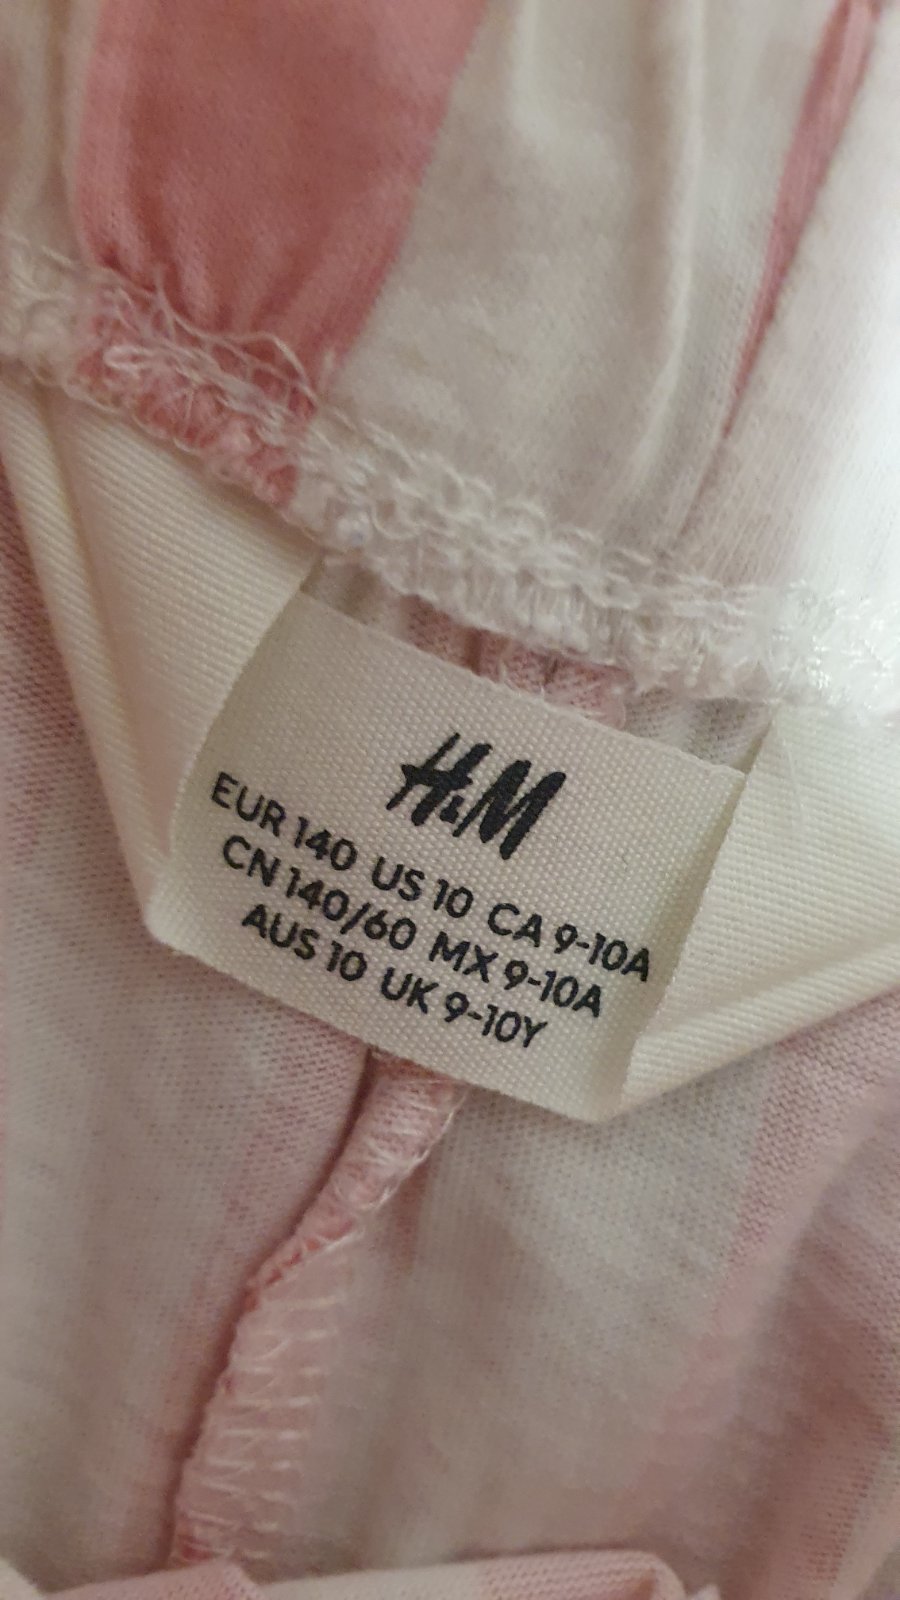 H&M
EUR 140 US 10 CA 9-10A
CN 140/60 MX 9-10A
AUS 10 UK 9-10Y